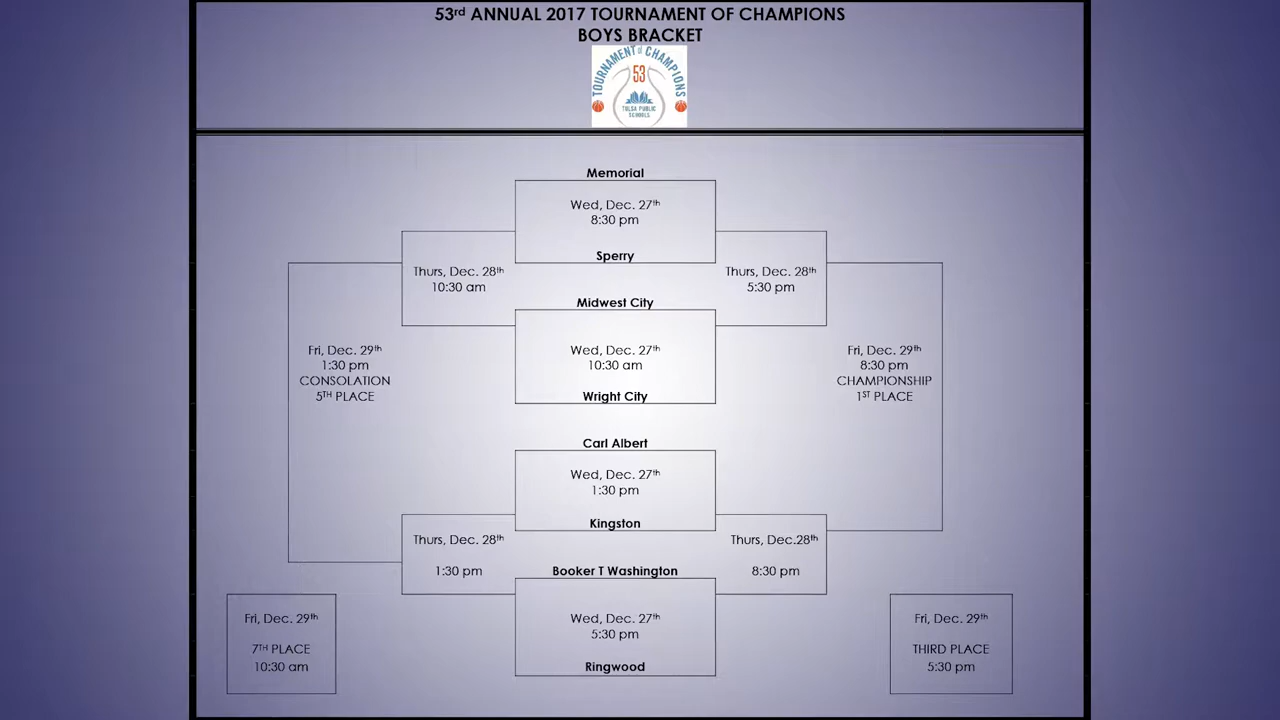 53rd ANNUAL 2017 TOURNAMENT OF CHAMPIONS
BOYS BRACKET
TOURNAMENT of CHAMPIONS
53
TULSA PUBLIC
SCHOOLS
Memorial
Wed, Dec. 27th
8:30 pm
Sperry
Thurs, Dec. 28th
10:30 am
Thurs, Dec. 28th
5:30 pm
Midwest City
Wed, Dec. 27th
10:30 am
Wright City
Fri, Dec. 29th
1:30 pm
CONSOLATION
5TH PLACE
Fri, Dec. 29th
8:30 pm
CHAMPIONSHIP
1ST PLACE
Carl Albert
Wed, Dec. 27th
1:30 pm
Kingston
Thurs, Dec. 28th
1:30 pm
Thurs, Dec.28th
8:30 pm
Booker T Washington
Wed, Dec. 27th
5:30 pm
Ringwood
Fri, Dec. 29th
7TH PLACE
10:30 am
Fri, Dec. 29th
THIRD PLACE
5:30 pm